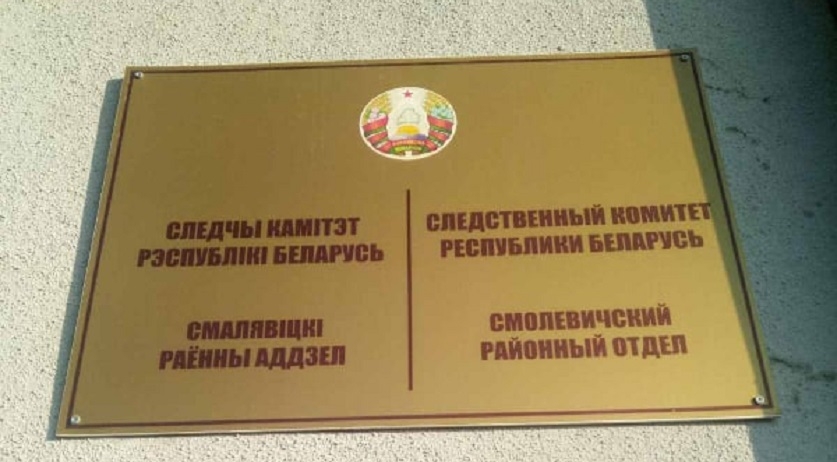 СЛЕДЧЫ КАМІТЭТ
РЭСПУБЛІКІ БЕЛАРУСЬ
СМАЛЯВІЦКІ
РАЁННЫ АДДЗЕЛ
СЛЕДСТВЕННЫЙ КОМИТЕТ
РЕСПУБЛИКИ БЕЛАРУСЬ
СМОЛЕВИЧСКИЙ
РАЙОННЫЙ ОТДЕЛ